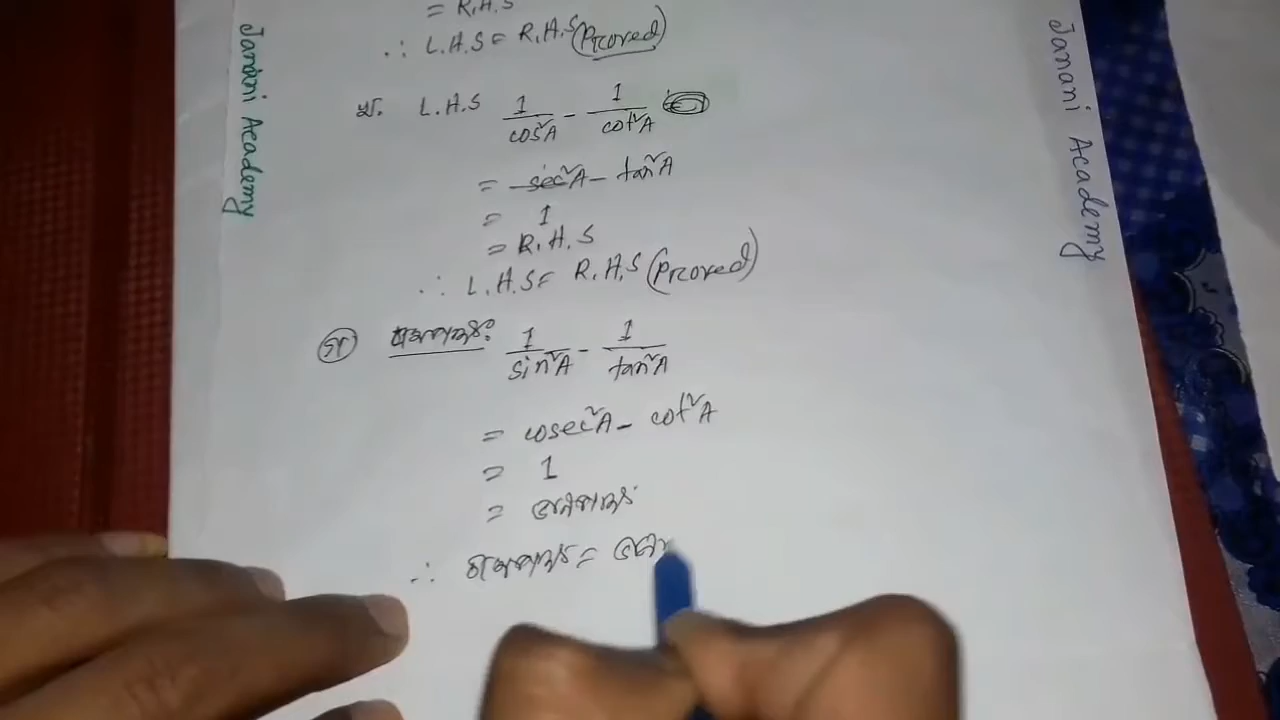 = R.H.S
∴ L.H.S = R.H.S (Proved)
খ. L.H.S 1/cos²A - 1/cot²A
= sec²A - tan²A
= 1
= R.H.S
∴ L.H.S = R.H.S (Proved)
গ বামপক্ষঃ 1/sin²A - 1/tan²A
= cosec²A - cot²A
= 1
= ডানপক্ষ
∴ বামপক্ষ =
Janani Academy
Janani Academy